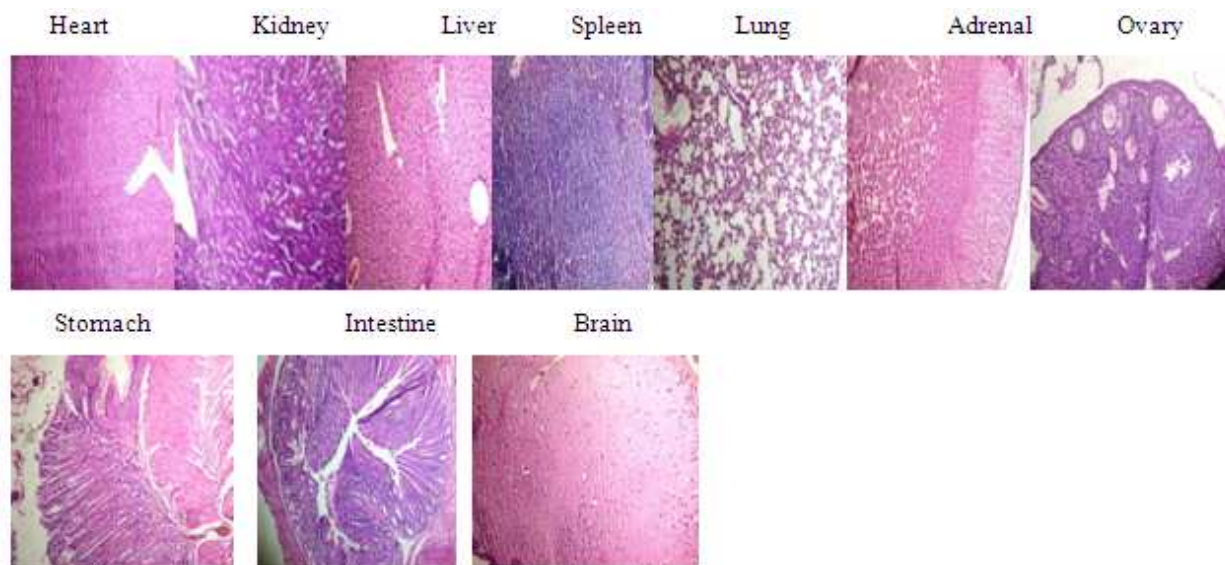 Heart Kidney Liver Spleen Lung Adrenal Ovary
Stomach Intestine Brain